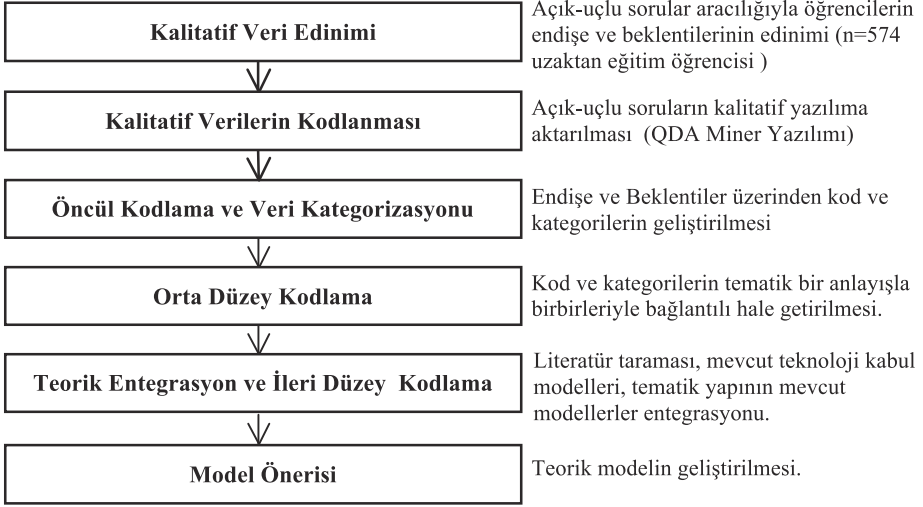 Kalitatif Veri Edinimi
Açık-uçlu sorular aracılığıyla öğrencilerin
endişe ve beklentilerinin edinimi (n=574
uzaktan eğitim öğrencisi )
Kalitatif Verilerin Kodlanması
Açık-uçlu soruların kalitatif yazılıma
aktarılması (QDA Miner Yazılımı)
Öncül Kodlama ve Veri Kategorizasyonu
Endişe ve Beklentiler üzerinden kod ve
kategorilerin geliştirilmesi
Orta Düzey Kodlama
Kod ve kategorilerin tematik bir anlayışla
birbirleriyle bağlantılı hale getirilmesi.
Teorik Entegrasyon ve İleri Düzey Kodlama
Literatür taraması, mevcut teknoloji kabul
modelleri, tematik yapının mevcut
modellerler entegrasyonu.
Model Önerisi
Teorik modelin geliştirilmesi.